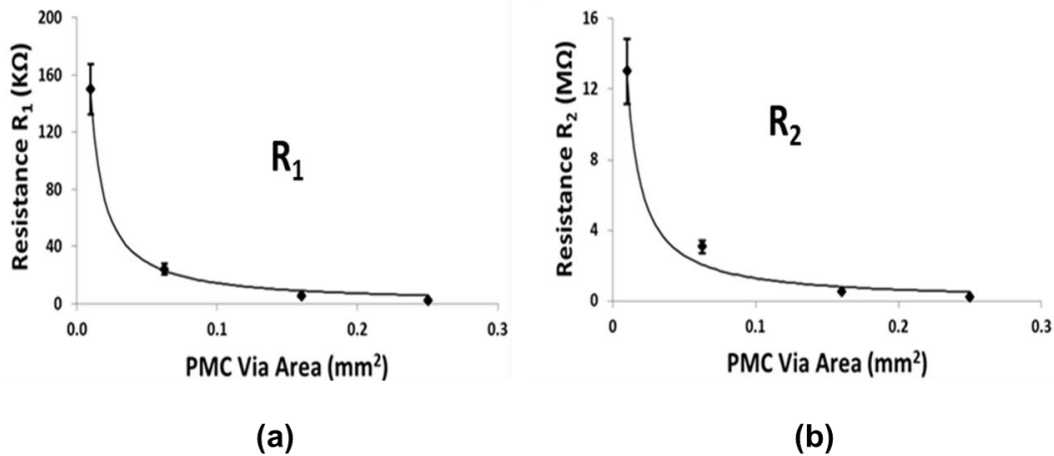 200
160
120
80
40
0
Resistance R₁ (KΩ)
R₁
0.0 0.1 0.2 0.3
PMC Via Area (mm²)
(a)
16
12
8
4
0
Resistance R₂ (MΩ)
R₂
0 0.1 0.2 0.3
PMC Via Area (mm²)
(b)